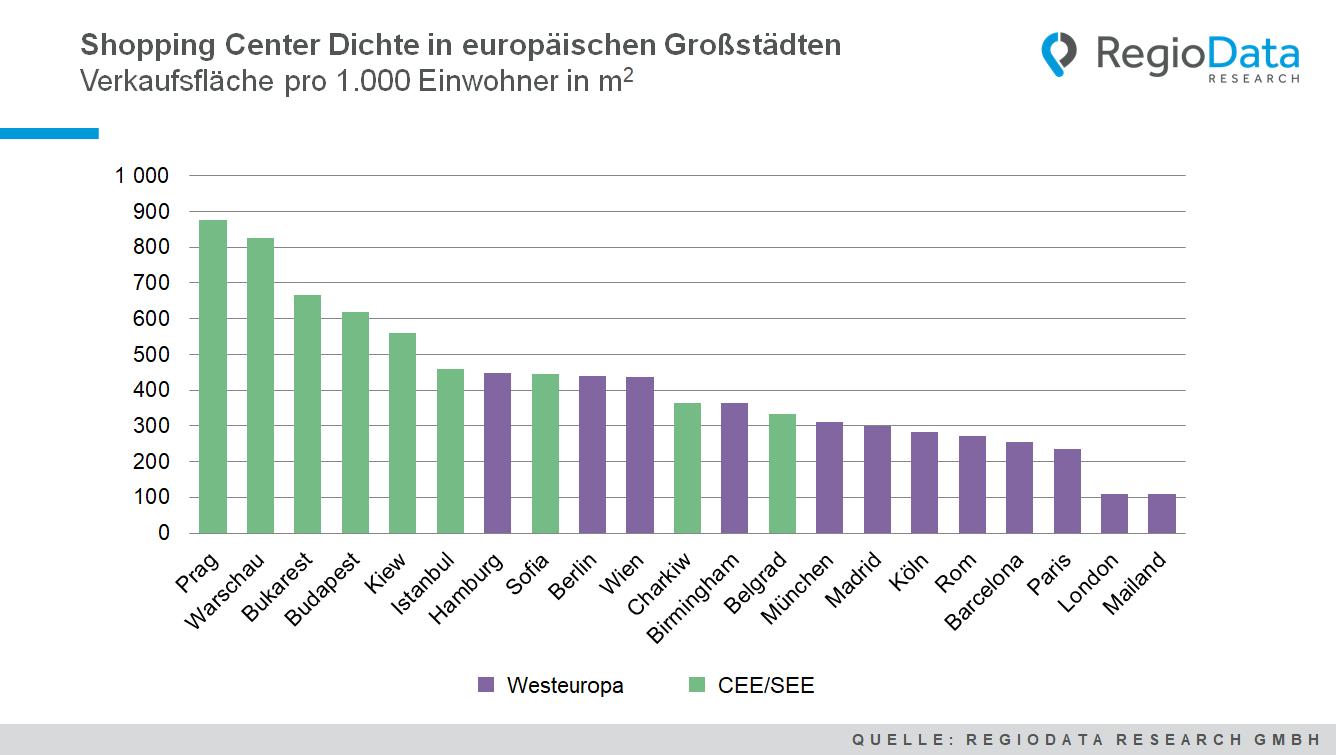 Shopping Center Dichte in europäischen Großstädten
Verkaufsfläche pro 1.000 Einwohner in m²
RegioData
RESEARCH
1 000
900
800
700
600
500
400
300
200
100
0
Prag
Warschau
Bukarest
Budapest
Kiew
Istanbul
Hamburg
Sofia
Berlin
Wien
Charkiw
Birmingham
Belgrad
München
Madrid
Köln
Rom
Barcelona
Paris
London
Mailand
Westeuropa
CEE/SEE
QUELLE: REGIODATA RESEARCH GMBH